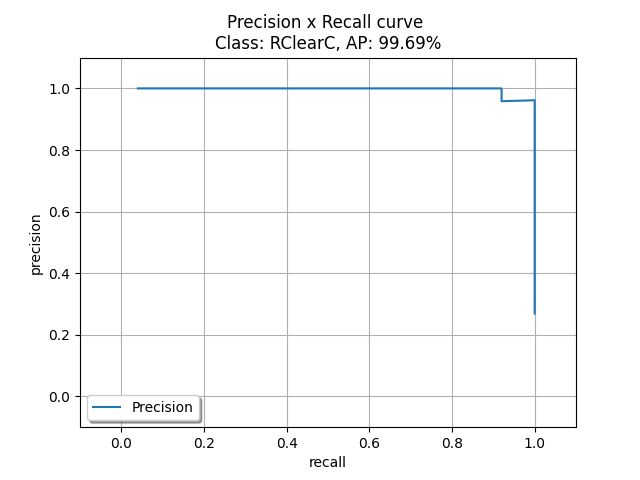 Precision x Recall curve
Class: RClearC, AP: 99.69%
1.0
0.8
0.6
0.4
0.2
0.0
precision
Precision
0.0 0.2 0.4 0.6 0.8 1.0
recall